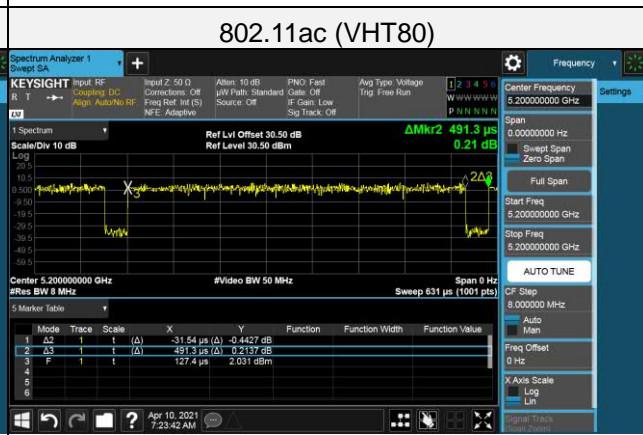 802.11ac (VHT80)
Spectrum Analyzer 1
Swept SA
Frequency
KEYSIGHT
R T
LXI
Input: RF
Coupling: DC
Align: Auto/No RF
Input Z: 50 Ω
Corrections: Off
Freq Ref: Int (S)
NFE: Adaptive
Atten: 10 dB
µW Path: Standard
Source: Off
PNO: Fast
Gate: Off
IF Gain: Low
Sig Track: Off
Avg Type: Voltage
Trig: Free Run
1 2 3 4 5 6
W W W W W W
P N N N N N
Settings
1 Spectrum
Scale/Div 10 dB
Ref Lvl Offset 30.50 dB
Ref Level 30.50 dBm
ΔMkr2 491.3 µs
0.21 dB
Log
20.5
10.5
0.500
-9.50
-19.5
-29.5
-39.5
-49.5
-59.5
3
2Δ3
Center 5.200000000 GHz
#Res BW 8 MHz
#Video BW 50 MHz
Span 0 Hz
Sweep 631 µs (1001 pts)
5 Marker Table
Mode Trace Scale X Y Function Function Width Function Value
1 Δ2 1 t (Δ) -31.54 µs (Δ) -0.4427 dB
2 Δ3 1 t (Δ) 491.3 µs (Δ) 0.2137 dB
3 F 1 t 127.4 µs 2.031 dBm
4
5
6
Apr 10, 2021
7:23:42 AM
Center Frequency
5.200000000 GHz
Span
0.00000000 Hz
Swept Span
Zero Span
Full Span
Start Freq
5.200000000 GHz
Stop Freq
5.200000000 GHz
AUTO TUNE
CF Step
8.000000 MHz
Auto
Man
Freq Offset
0 Hz
X Axis Scale
Log
Lin
Signal Track
(Span Zoom)